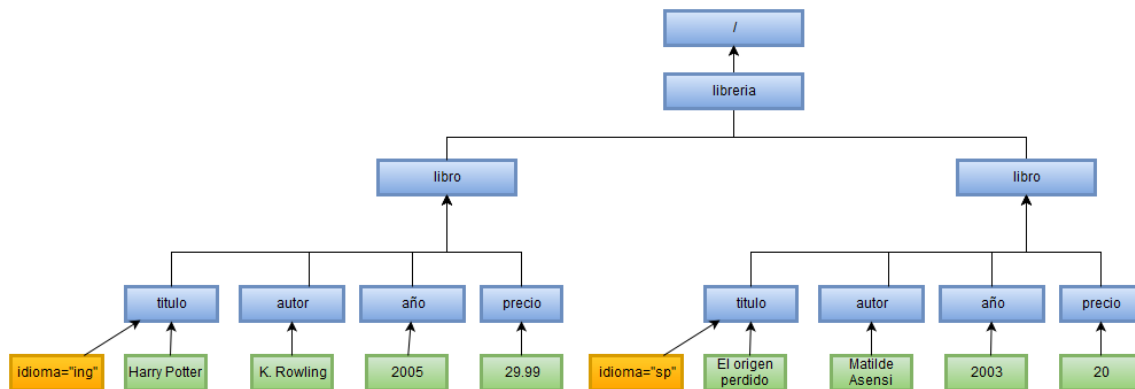 /
libreria
libro
libro
titulo
autor
año
precio
titulo
autor
año
precio
idioma="ing"
Harry Potter
K. Rowling
2005
29.99
idioma="sp"
El origen
perdido
Matilde
Asensi
2003
20